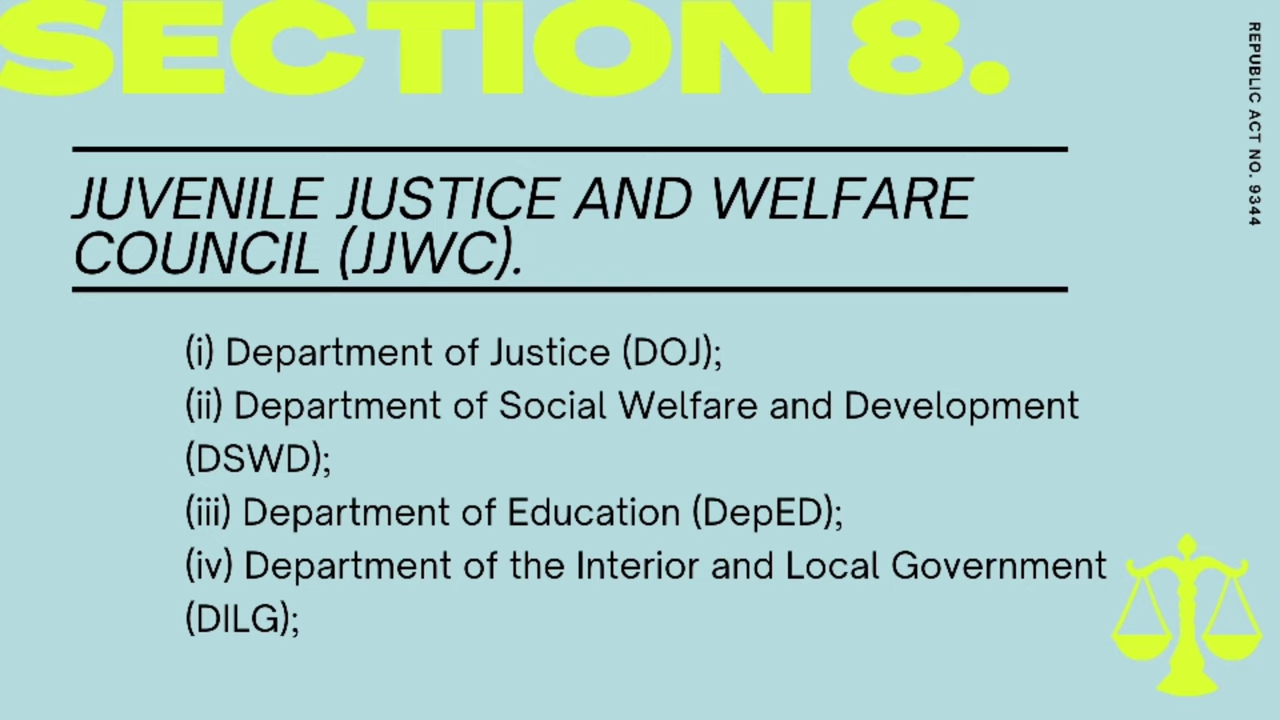 SECTION 8.
REPUBLIC ACT NO. 9344
JUVENILE JUSTICE AND WELFARE
COUNCIL (JJWC).
(i) Department of Justice (DOJ);
(ii) Department of Social Welfare and Development
(DSWD);
(iii) Department of Education (DepED);
(iv) Department of the Interior and Local Government
(DILG);